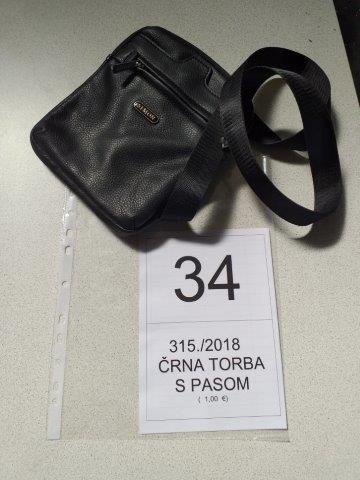 34
315./2018
ČRNA TORBA
S PASOM
( 1,00 €)